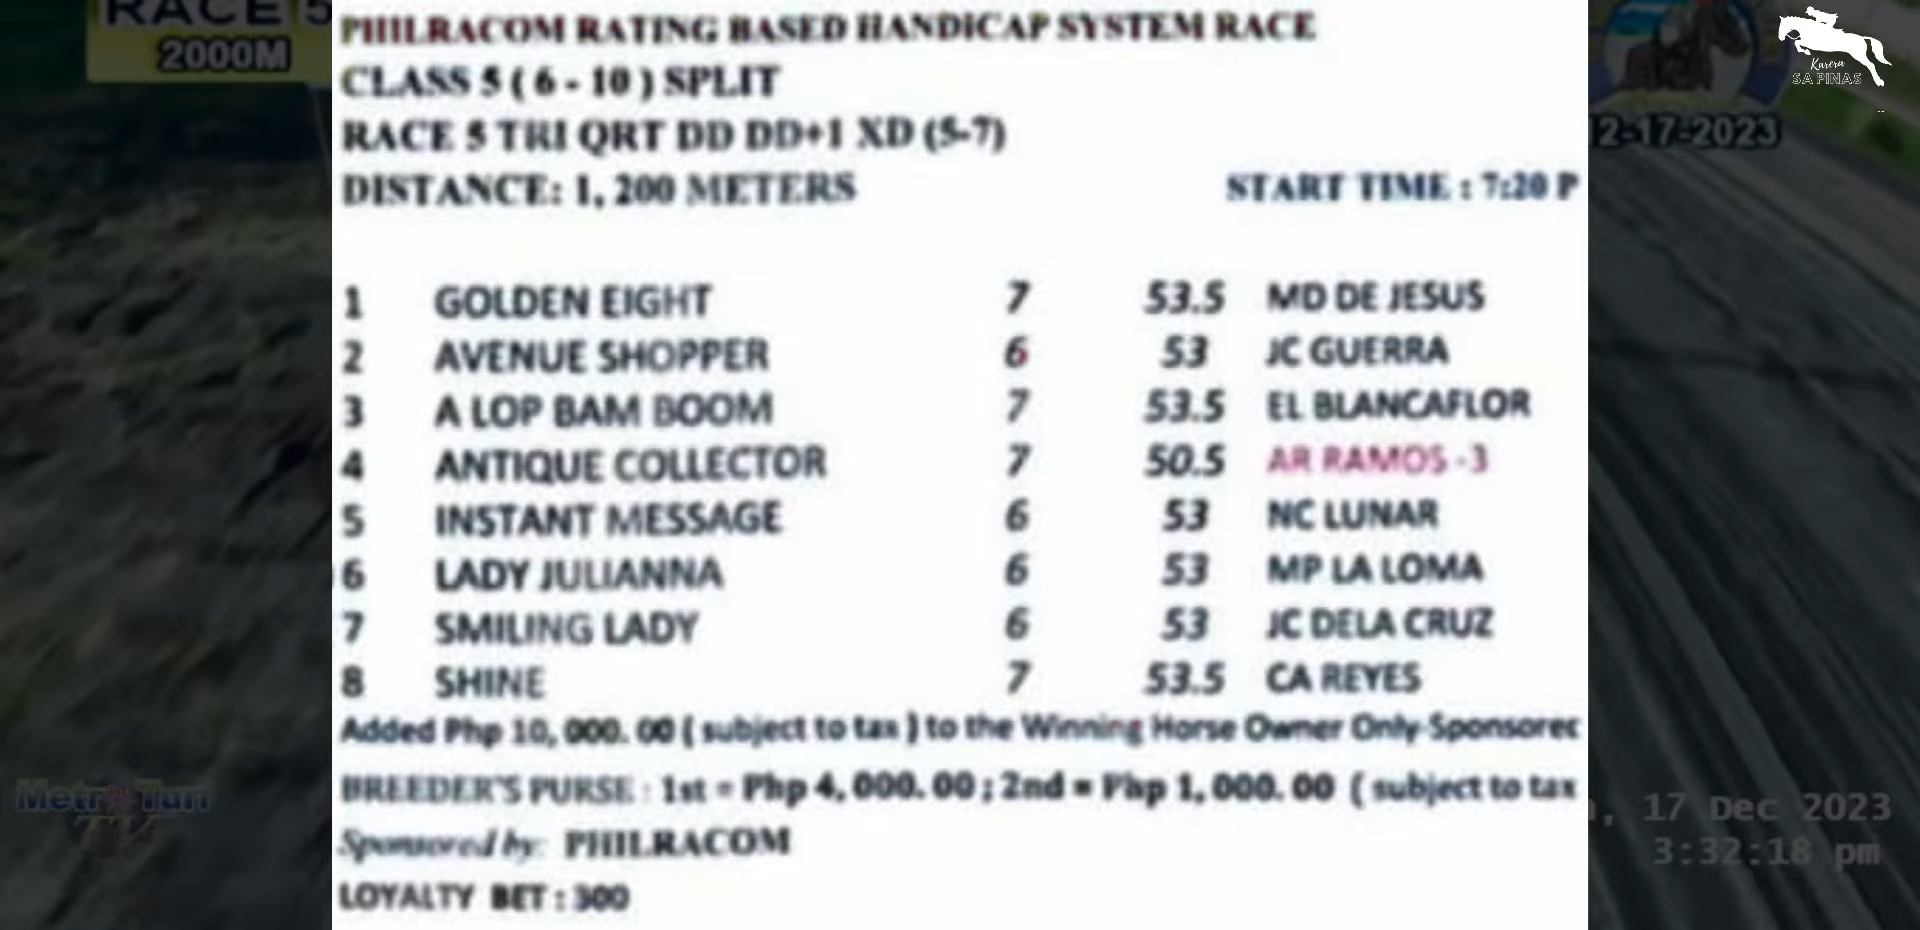 RACE 5
2000M
Karera
SA PINAS
12-17-2023
PHILRACOM RATING BASED HANDICAP SYSTEM RACE
CLASS 5 ( 6 - 10 ) SPLIT
RACE 5 TRI QRT DD DD+1 XD (5-7)
DISTANCE: 1, 200 METERS START TIME : 7:20 P
1 GOLDEN EIGHT 7 53.5 MD DE JESUS
2 AVENUE SHOPPER 6 53 JC GUERRA
3 A LOP BAM BOOM 7 53.5 EL BLANCAFLOR
4 ANTIQUE COLLECTOR 7 50.5 AR RAMOS -3
5 INSTANT MESSAGE 6 53 NC LUNAR
6 LADY JULIANNA 6 53 MP LA LOMA
7 SMILING LADY 6 53 JC DELA CRUZ
8 SHINE 7 53.5 CA REYES
Added Php 10, 000. 00 ( subject to tax ) to the Winning Horse Owner Only-Sponsorec
BREEDER'S PURSE : 1st = Php 4, 000. 00 ; 2nd = Php 1, 000. 00 ( subject to tax
Sponsored by: PHILRACOM
LOYALTY BET : 300
MetroTurf
TV
, 17 Dec 2023
3:32:18 pm